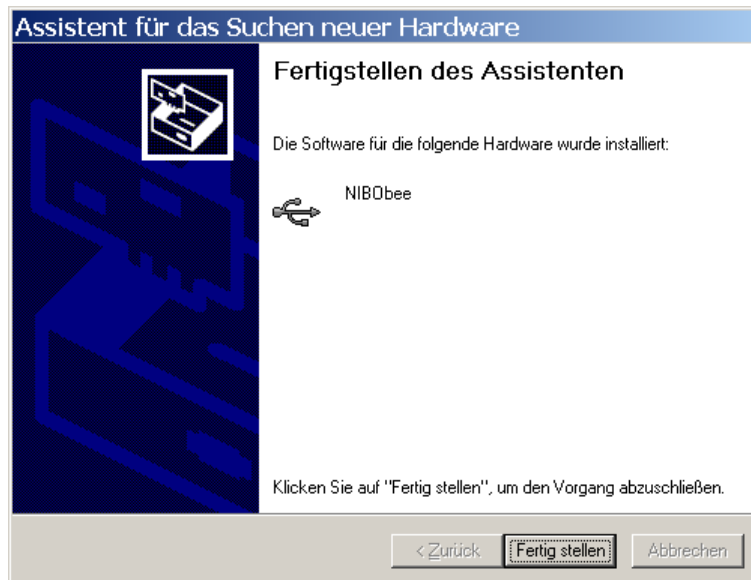 Assistent für das Suchen neuer Hardware
Fertigstellen des Assistenten
Die Software für die folgende Hardware wurde installiert:
NIBObee
Klicken Sie auf "Fertig stellen", um den Vorgang abzuschließen.
< Zurück
Fertig stellen
Abbrechen